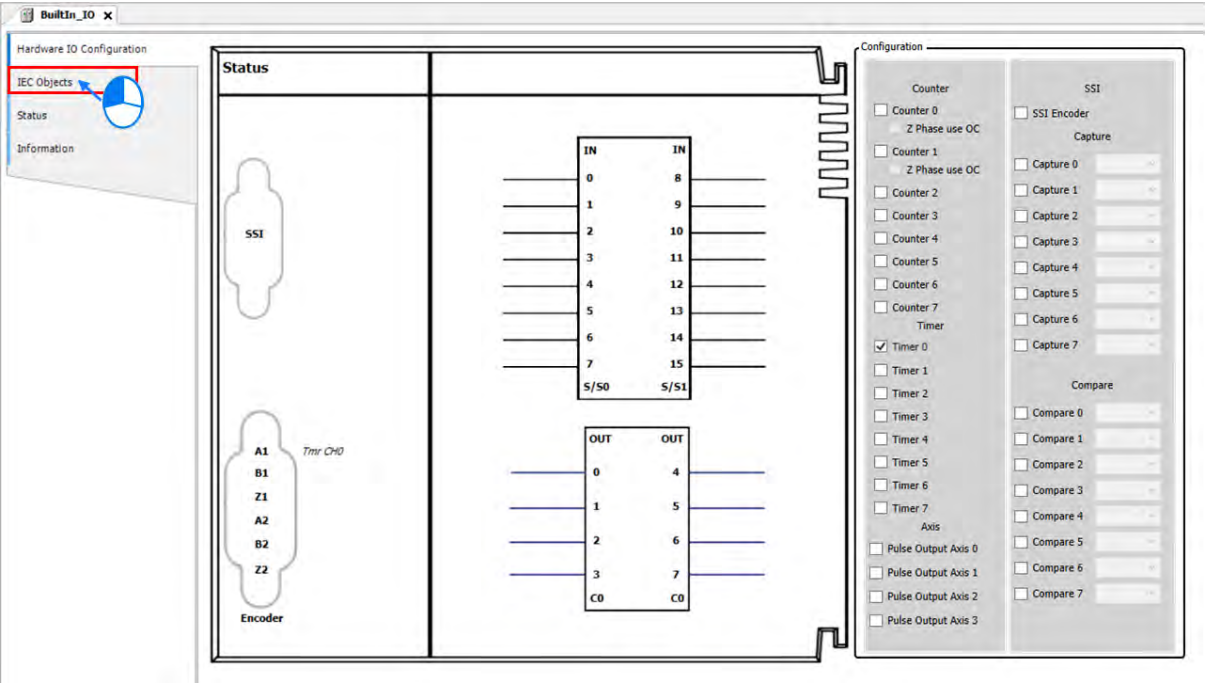 BuiltIn_IO X
Hardware IO Configuration
IEC Objects
Status
Information
Status
SSI
A1 Tmr CH0
B1
Z1
A2
B2
Z2
Encoder
IN IN
0 8
1 9
2 10
3 11
4 12
5 13
6 14
7 15
S/S0 S/S1
OUT OUT
0 4
1 5
2 6
3 7
C0 C0
Configuration
Counter
Counter 0
Z Phase use OC
Counter 1
Z Phase use OC
Counter 2
Counter 3
Counter 4
Counter 5
Counter 6
Counter 7
Timer
Timer 0
Timer 1
Timer 2
Timer 3
Timer 4
Timer 5
Timer 6
Timer 7
Axis
Pulse Output Axis 0
Pulse Output Axis 1
Pulse Output Axis 2
Pulse Output Axis 3
SSI
SSI Encoder
Capture
Capture 0
Capture 1
Capture 2
Capture 3
Capture 4
Capture 5
Capture 6
Capture 7
Compare
Compare 0
Compare 1
Compare 2
Compare 3
Compare 4
Compare 5
Compare 6
Compare 7